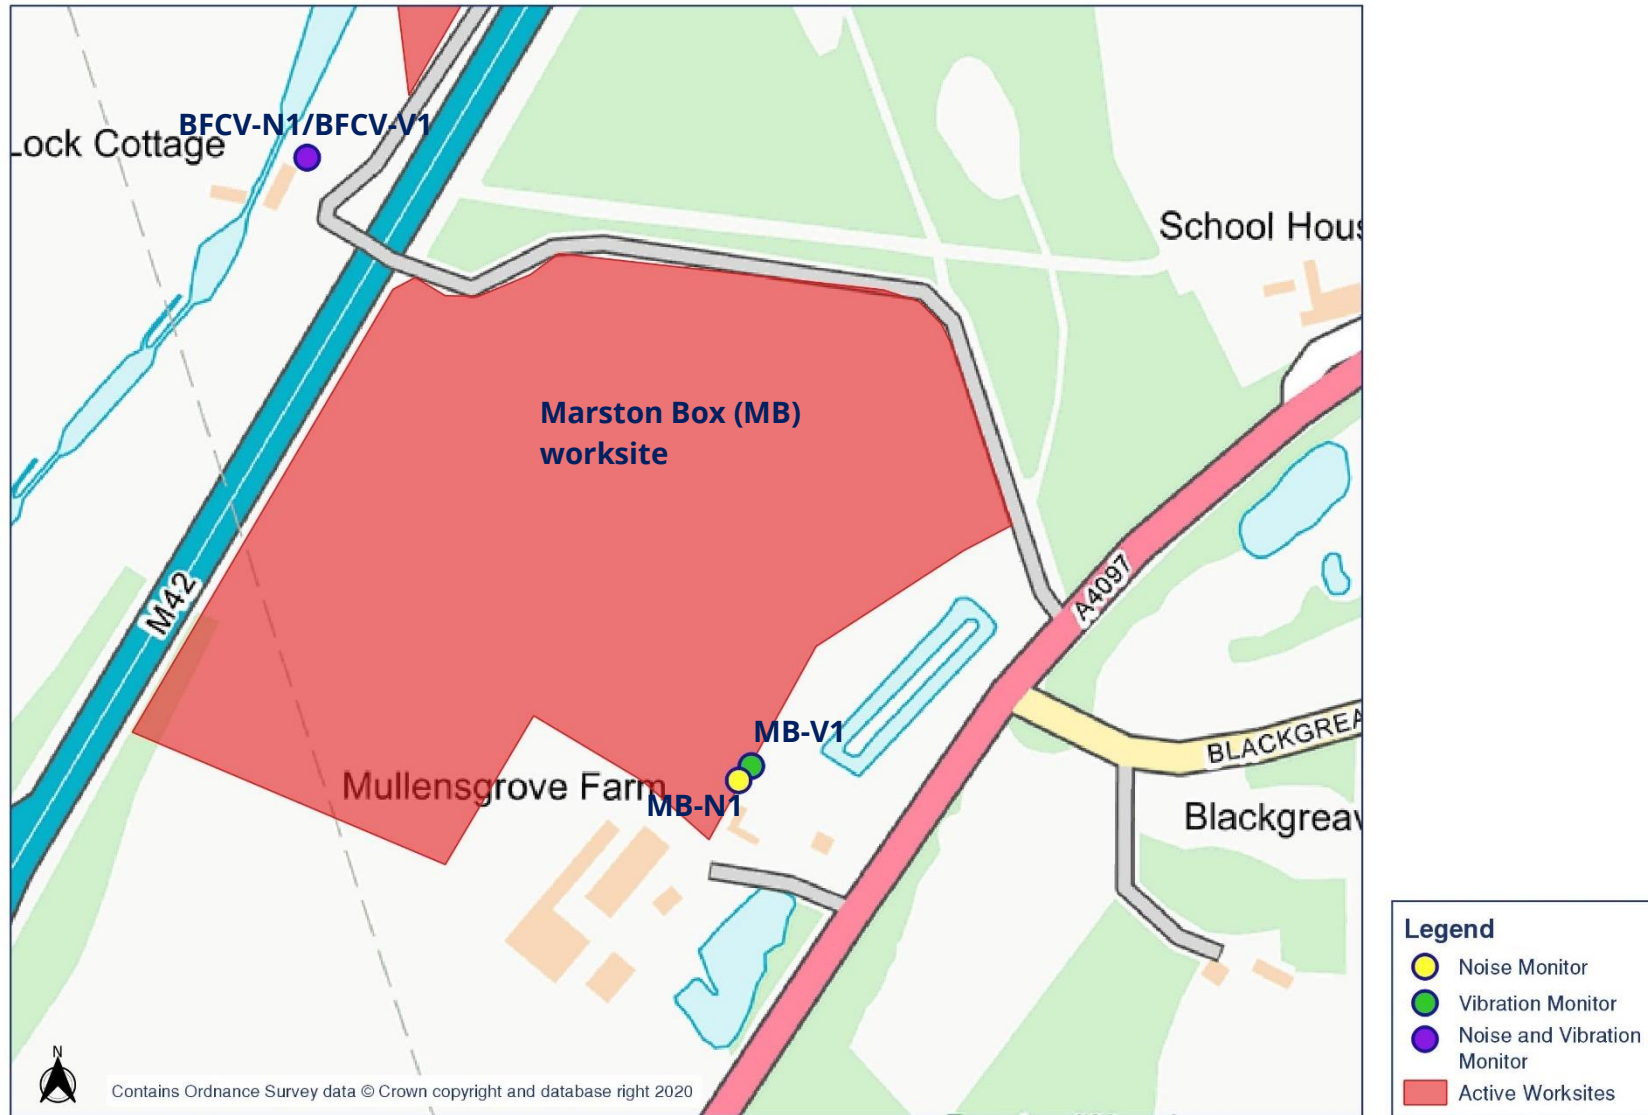 BFCV-N1/BFCV-V1
Lock Cottage
School Hous
Marston Box (MB)
worksite
M42
A4097
MB-V1
BLACKGREA
Mullensgrove Farm
MB-N1
Blackgreav
Legend
Noise Monitor
Vibration Monitor
Noise and Vibration
Monitor
Active Worksites
N
Contains Ordnance Survey data © Crown copyright and database right 2020